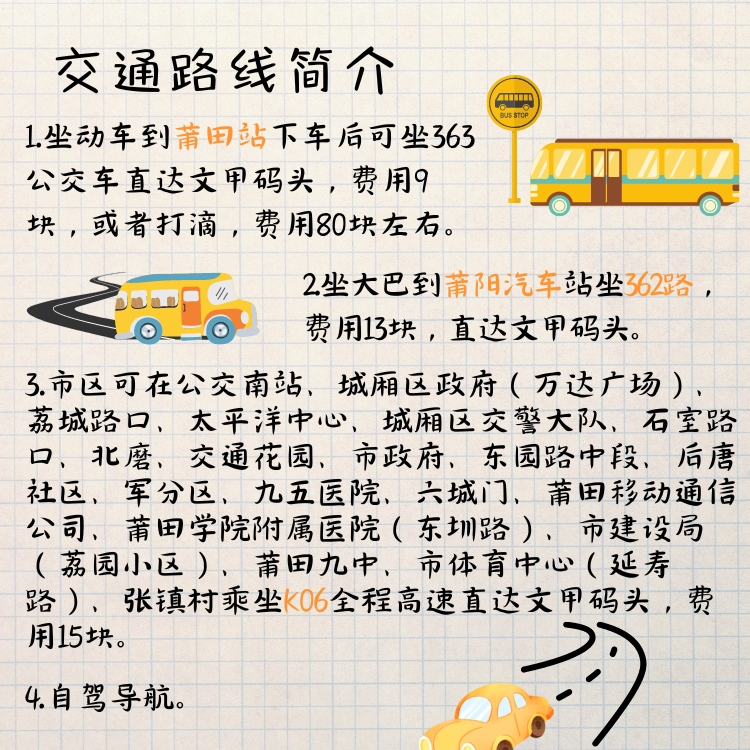 交通路线简介
BUS STOP
1.坐动车到莆田站下车后可坐363
公交车直达文甲码头，费用9
块，或者打滴，费用80块左右。
2.坐大巴到莆阳汽车站坐362路，
费用13块，直达文甲码头。
3.市区可在公交南站、城厢区政府（万达广场）、
荔城路口、太平洋中心、城厢区交警大队、石室路
口、北磨、交通花园、市政府、东园路中段、后唐
社区、军分区、九五医院、六城门、莆田移动通信
公司、莆田学院附属医院（东圳路）、市建设局
（荔园小区）、莆田九中、市体育中心（延寿
路）、张镇村乘坐K06全程高速直达文甲码头，费
用15块。
4.自驾导航。